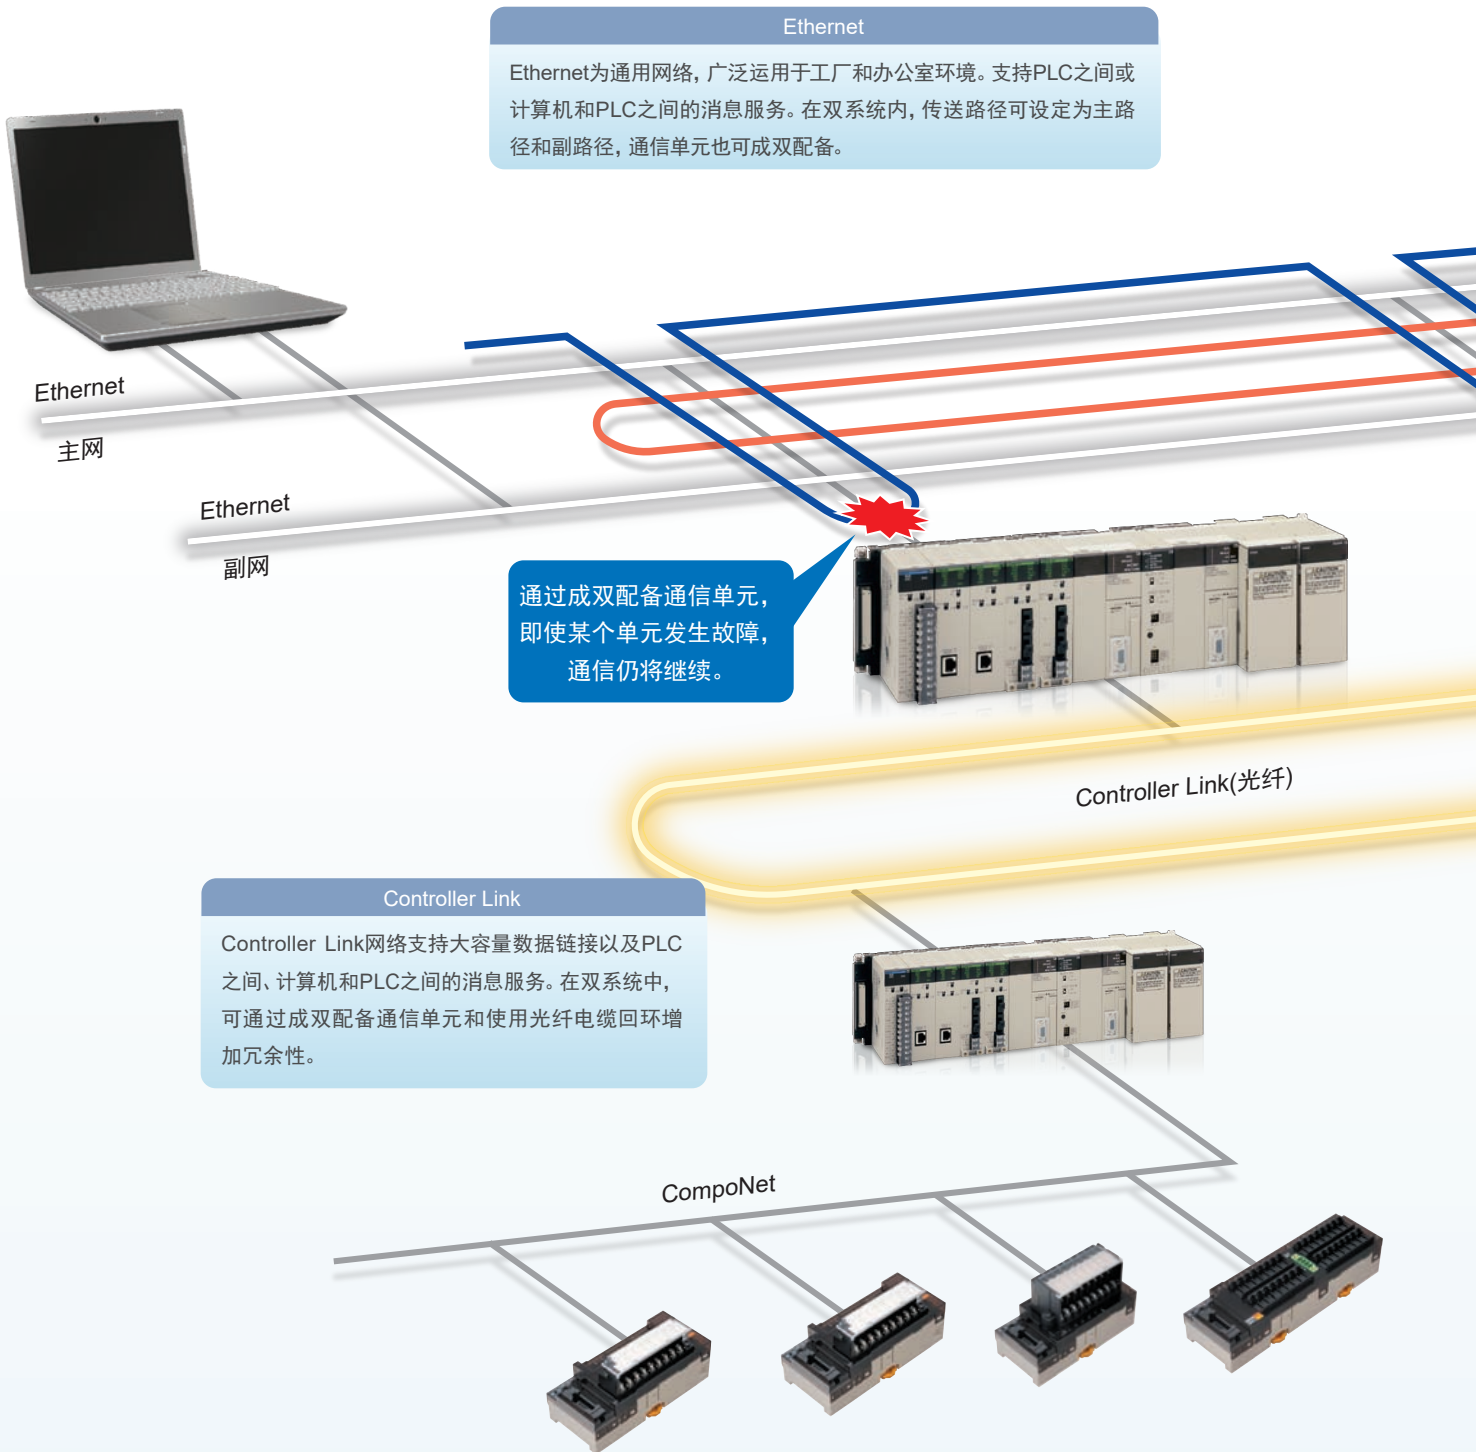 Ethernet
Ethernet为通用网络，广泛运用于工厂和办公室环境。支持PLC之间或
计算机和PLC之间的消息服务。在双系统内，传送路径可设定为主路
径和副路径，通信单元也可成双配备。
Ethernet
主网
Ethernet
副网
通过成双配备通信单元，
即使某个单元发生故障，
通信仍将继续。
Controller Link(光纤)
Controller Link
Controller Link网络支持大容量数据链接以及PLC
之间、计算机和PLC之间的消息服务。在双系统中，
可通过成双配备通信单元和使用光纤电缆回环增
加冗余性。
CompoNet